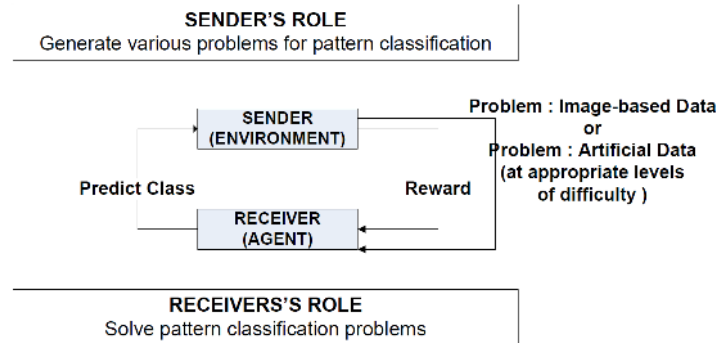 SENDER'S ROLE
Generate various problems for pattern classification
SENDER
(ENVIRONMENT)
Problem : Image-based Data
or
Problem : Artificial Data
(at appropriate levels
of difficulty )
Predict Class
Reward
RECEIVER
(AGENT)
RECEIVERS'S ROLE
Solve pattern classification problems